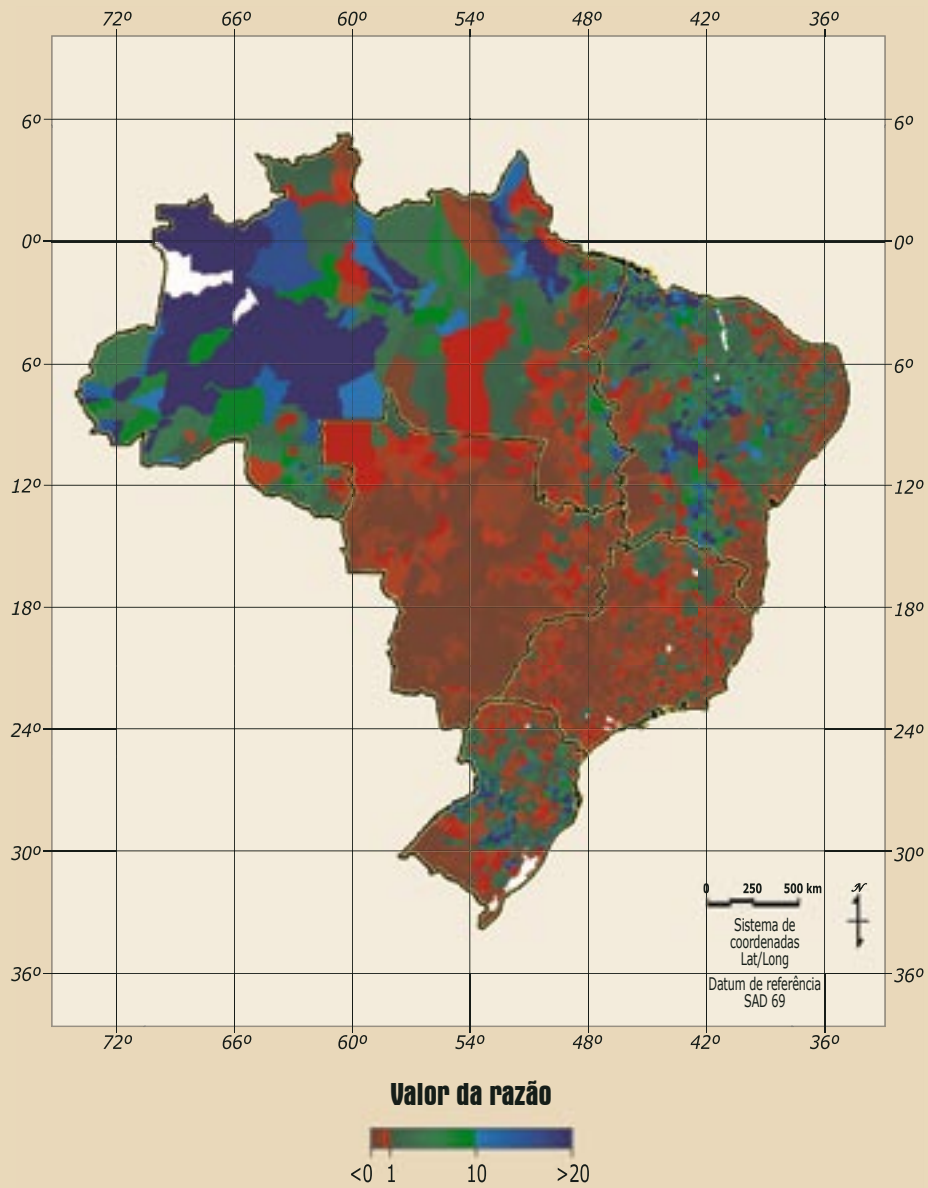 72º 66º 60º 54º 48º 42º 36º
6º 6º
0º 0º
6º 6º
12º 12º
18º 18º
24º 24º
30º 30º
0 250 500 km
N
Sistema de
coordenadas
Lat/Long
36º 36º
Datum de referência
SAD 69
72º 66º 60º 54º 48º 42º 36º
Valor da razão
<0 1 10 >20